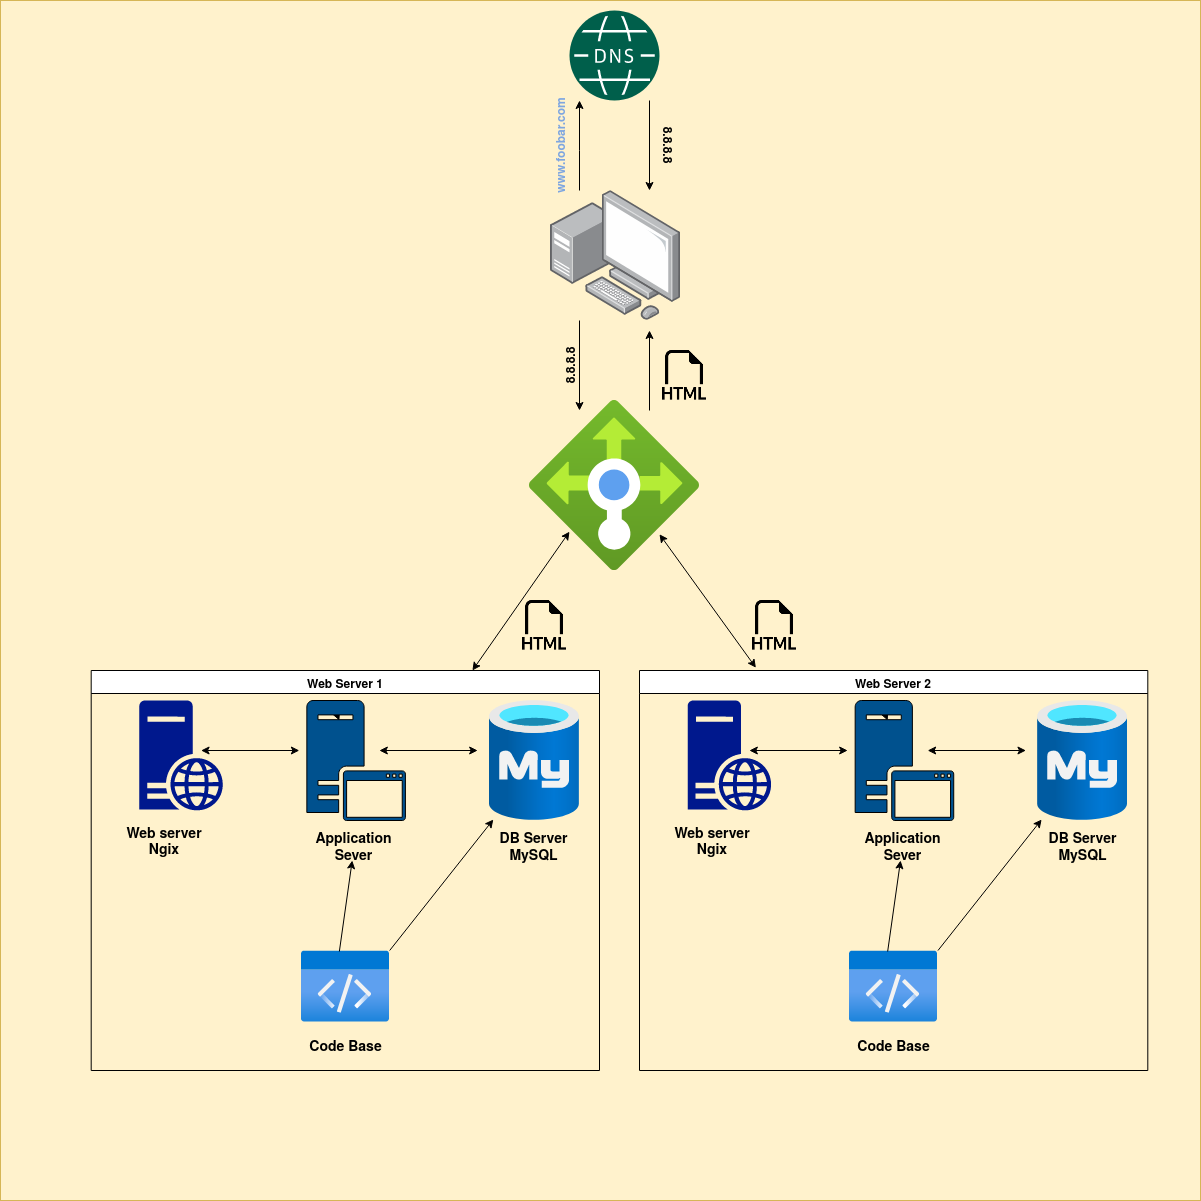 DNS
www.foobar.com
8.8.8.8
8.8.8.8
HTML
HTML
HTML
Web Server 1
Web Server 2
My
My
Web server
Ngix
Application
Sever
DB Server
MySQL
Web server
Ngix
Application
Sever
DB Server
MySQL
</>
</>
Code Base
Code Base